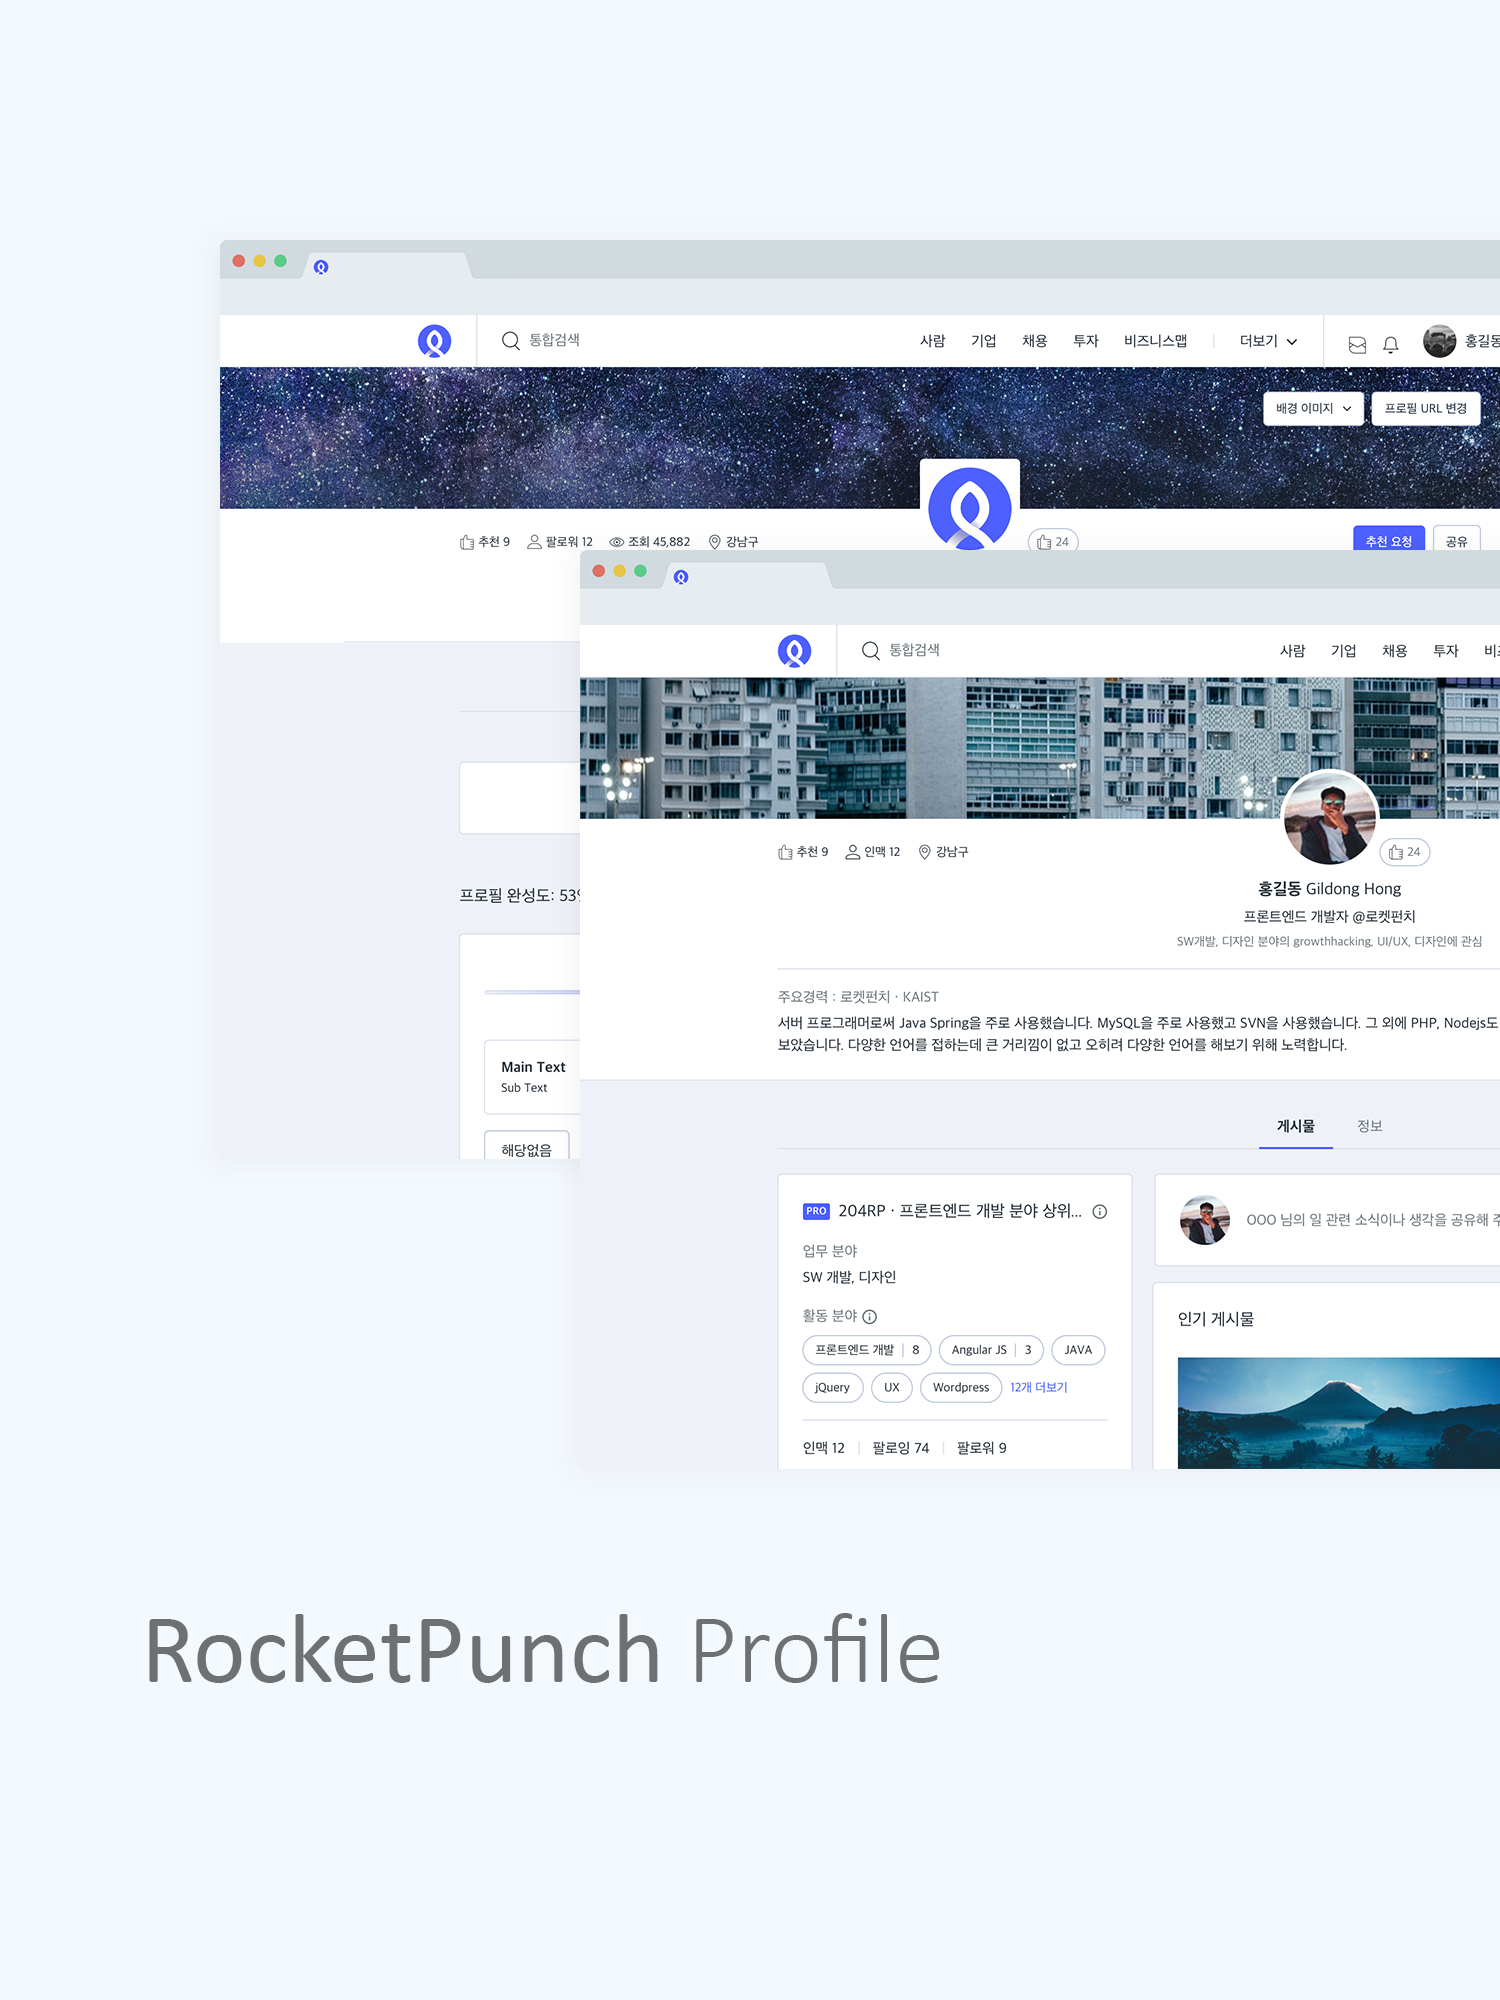 통합검색
사람 기업 채용 투자 비즈니스맵 더보기
홍길동
배경 이미지 프로필 URL 변경
추천 9 팔로워 12 조회 45,882 강남구
24
추천 요청 공유
프로필 완성도: 53%
Main Text
Sub Text
해당없음
통합검색
사람 기업 채용 투자
추천 9 인맥 12 강남구
24
홍길동 Gildong Hong
프론트엔드 개발자 @로켓펀치
SW개발, 디자인 분야의 growthhacking, UI/UX, 디자인에 관심
주요경력 : 로켓펀치 · KAIST
서버 프로그래머로써 Java Spring을 주로 사용했습니다. MySQL을 주로 사용했고 SVN을 사용했습니다. 그 외에 PHP, Nodejs도
보았습니다. 다양한 언어를 접하는데 큰 거리낌이 없고 오히려 다양한 언어를 해보기 위해 노력합니다.
게시물 정보
PRO 204RP · 프론트엔드 개발 분야 상위...
업무 분야
SW 개발, 디자인
활동 분야
프론트엔드 개발 | 8 Angular JS | 3 JAVA
jQuery UX Wordpress 12개 더보기
인맥 12 팔로잉 74 팔로워 9
OOO 님의 일 관련 소식이나 생각을 공유해
인기 게시물
RocketPunch Profile